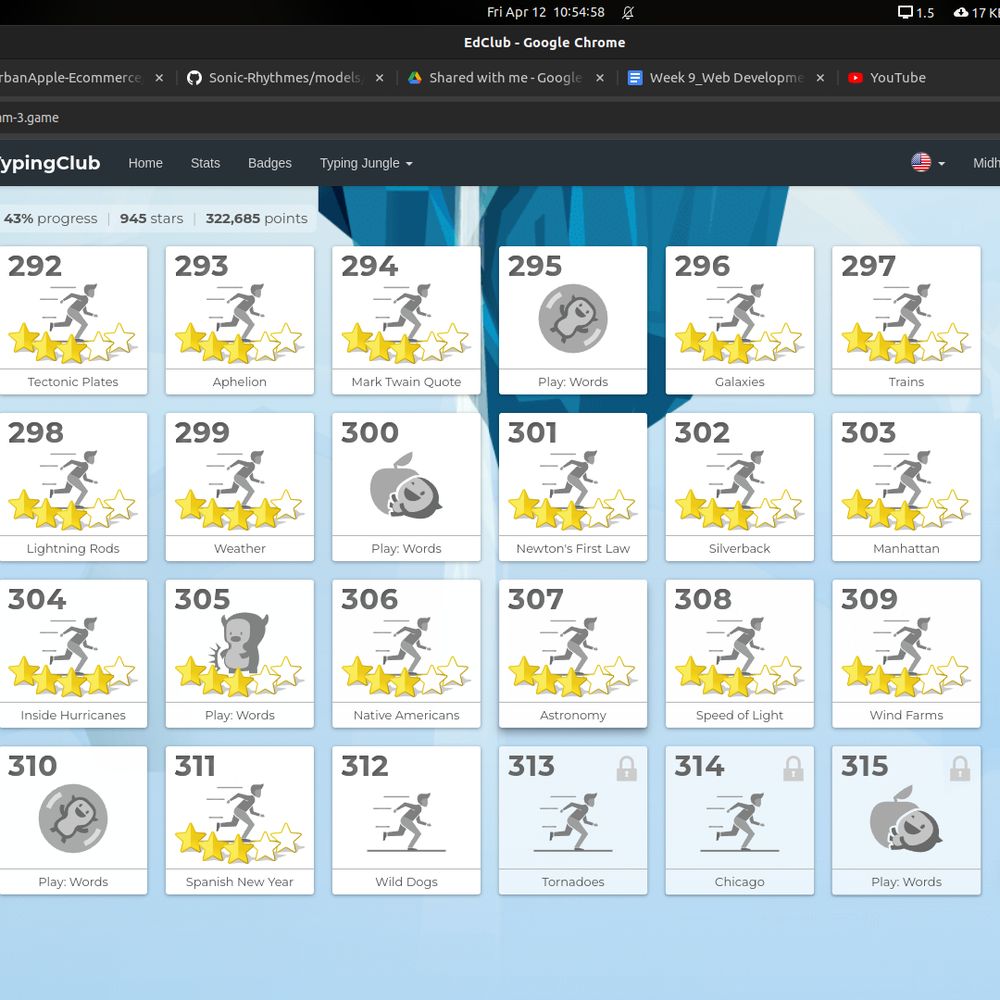 Fri Apr 12 10:54:58 1.5 17 K
EdClub - Google Chrome
rbanApple-Ecommerce × Sonic-Rhythmes/models × Shared with me - Google × Week 9_Web Developme × YouTube
am-3.game
TypingClub Home Stats Badges Typing Jungle Midh
43% progress | 945 stars | 322,685 points
292 293 294 295 296 297
Tectonic Plates Aphelion Mark Twain Quote Play: Words Galaxies Trains
298 299 300 301 302 303
Lightning Rods Weather Play: Words Newton's First Law Silverback Manhattan
304 305 306 307 308 309
Inside Hurricanes Play: Words Native Americans Astronomy Speed of Light Wind Farms
310 311 312 313 314 315
Play: Words Spanish New Year Wild Dogs Tornadoes Chicago Play: Words